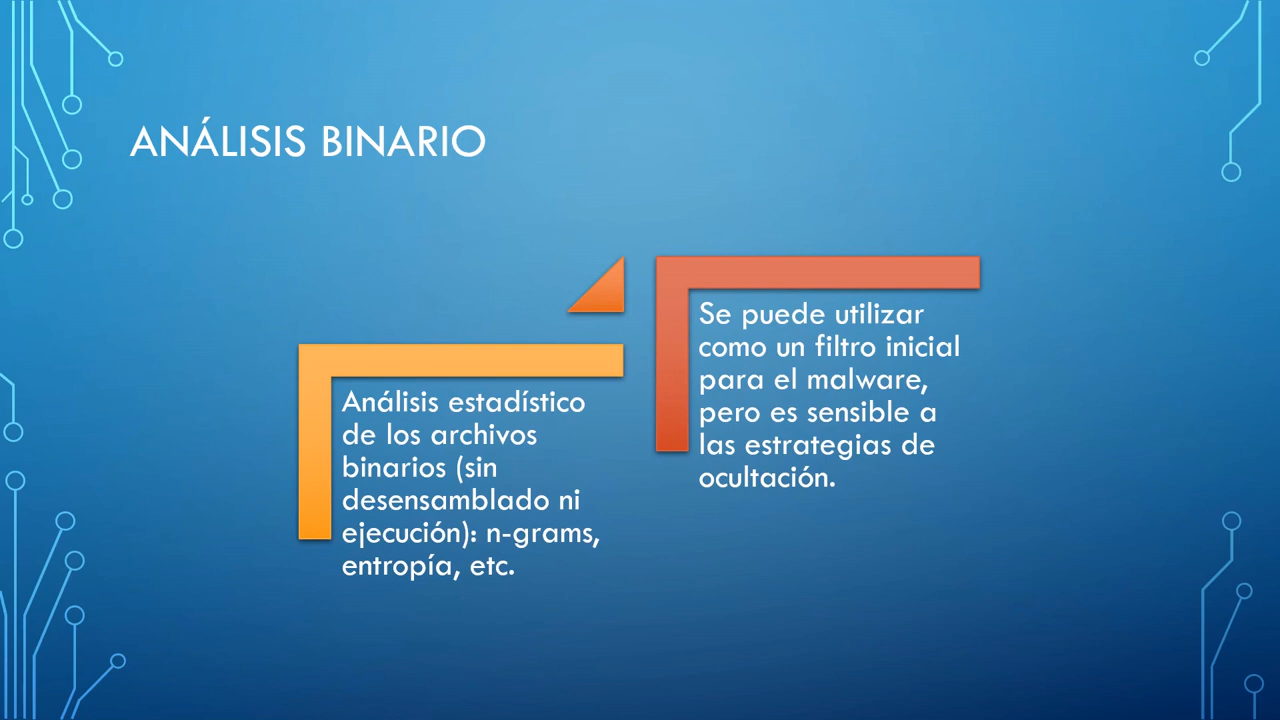 ANÁLISIS BINARIO
Análisis estadístico
de los archivos
binarios (sin
desensamblado ni
ejecución): n-grams,
entropía, etc.
Se puede utilizar
como un filtro inicial
para el malware,
pero es sensible a
las estrategias de
ocultación.